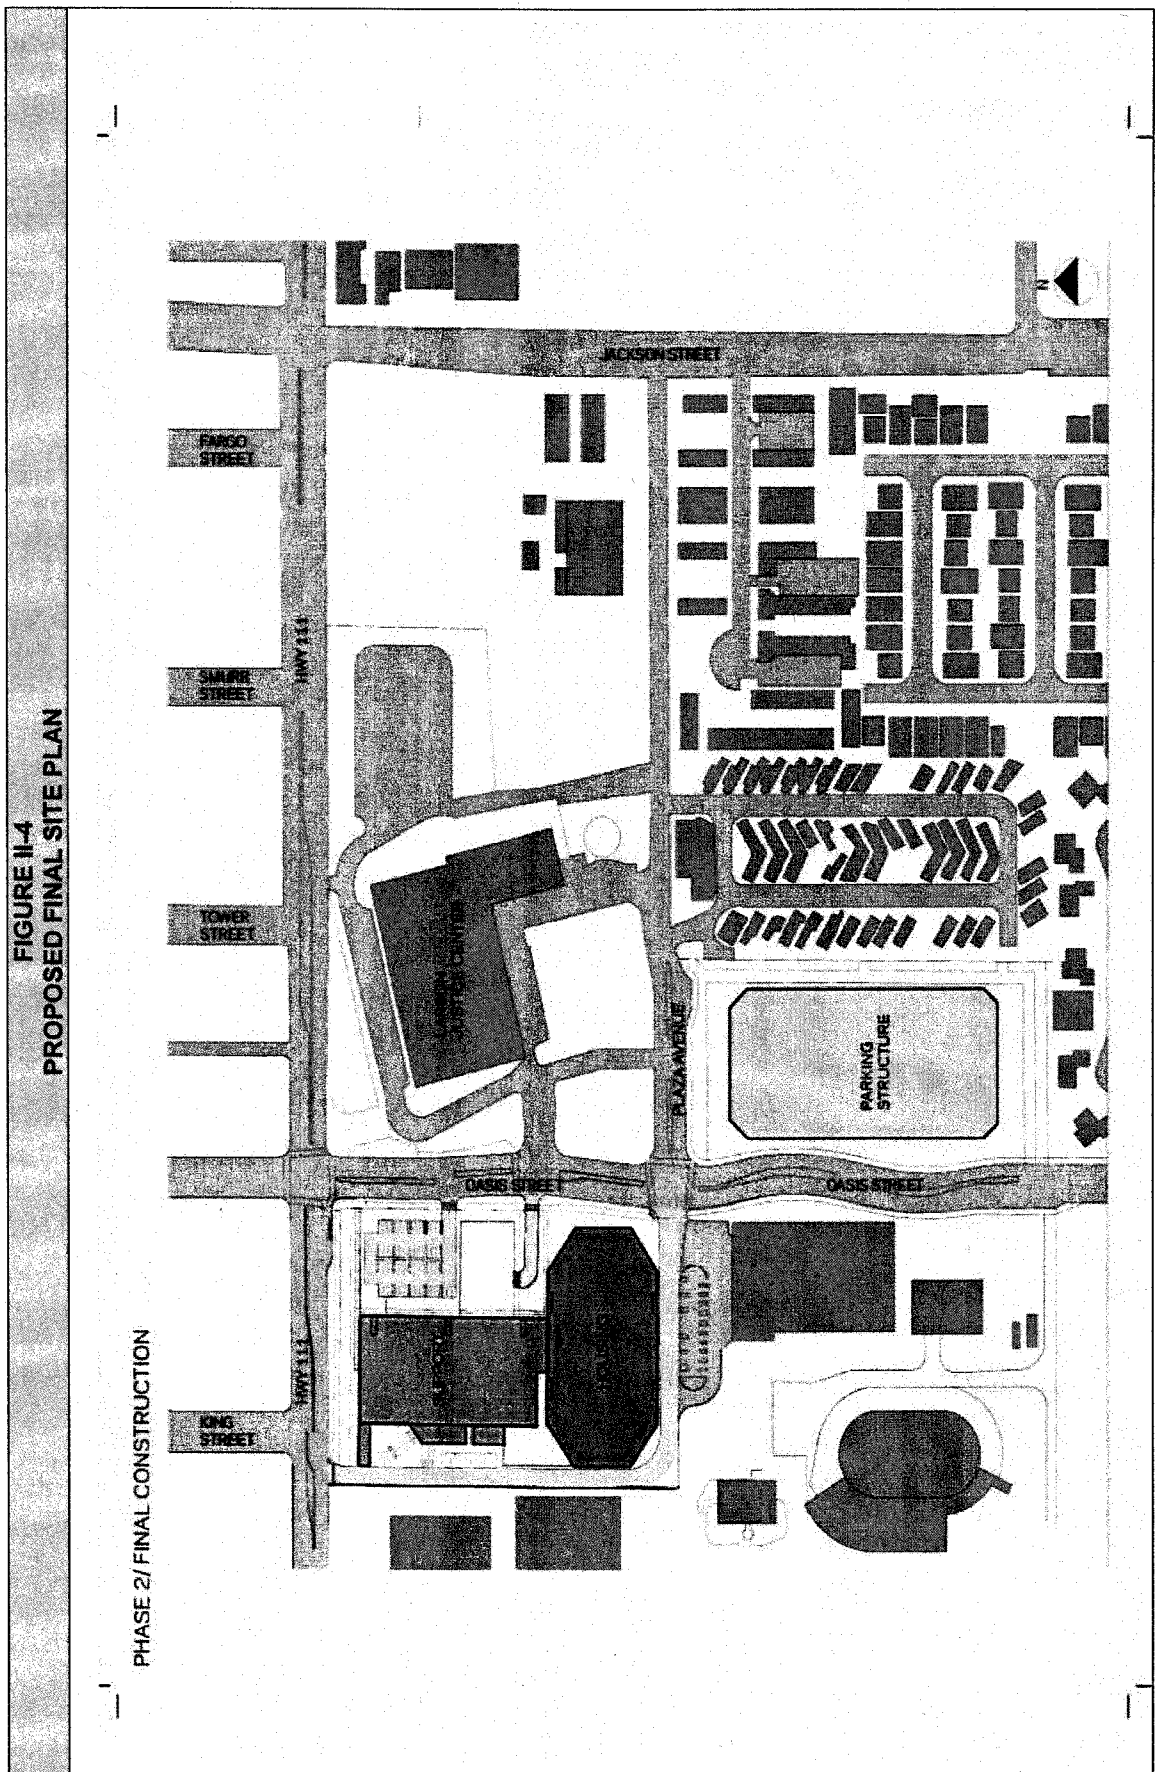 FIGURE II-4
PROPOSED FINAL SITE PLAN
PHASE 2/ FINAL CONSTRUCTION
KING
STREET
TOWER
STREET
SMURR
STREET
FARGO
STREET
HWY 111
HWY 111
OASIS STREET
OASIS STREET
PLAZA AVENUE
JACKSON STREET
SUPPORT
HOUSING
JUSTICE CENTER
PARKING
STRUCTURE
N